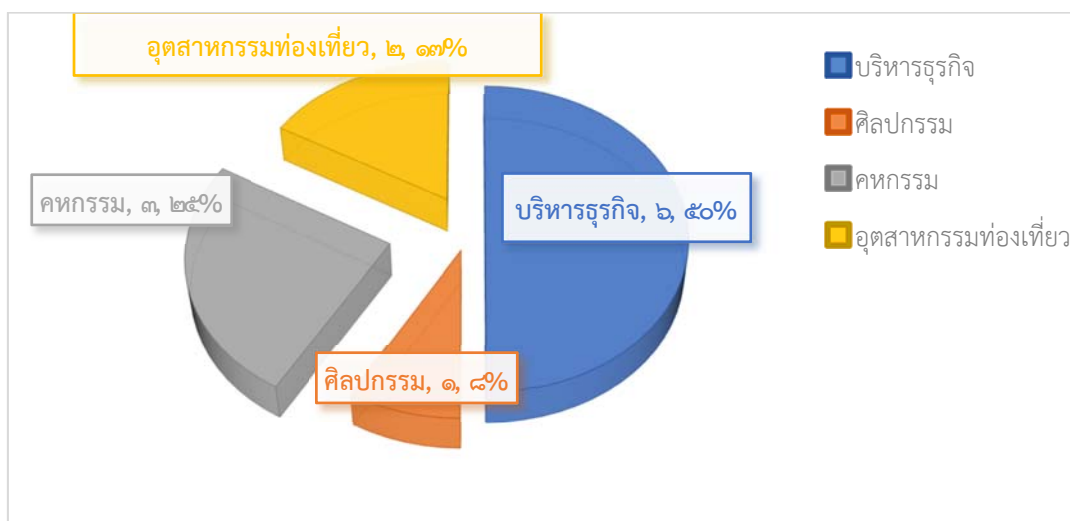 อุตสาหกรรมท่องเที่ยว, ๒, ๑๗%
คหกรรม, ๓, ๒๕%
บริหารธุรกิจ, ๖, ๕๐%
ศิลปกรรม, ๑, ๘%
บริหารธุรกิจ
ศิลปกรรม
คหกรรม
อุตสาหกรรมท่องเที่ยว